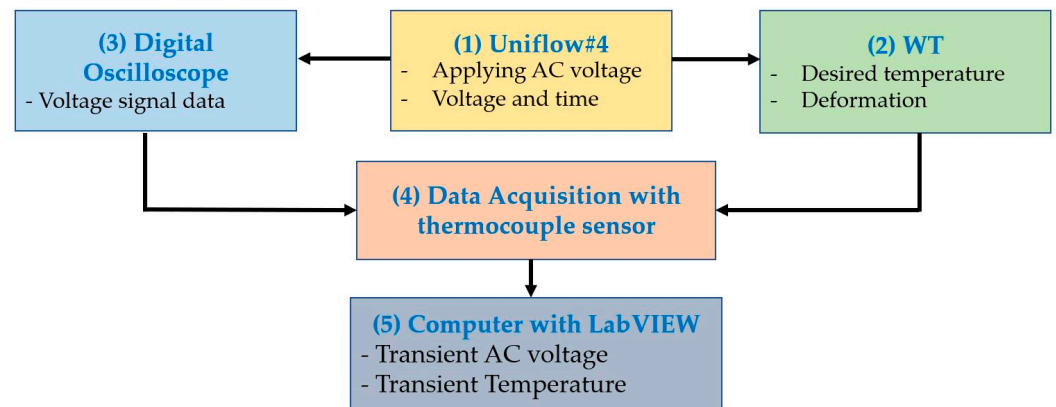 (3) Digital
Oscilloscope
- Voltage signal data
(1) Uniflow#4
- Applying AC voltage
- Voltage and time
(2) WT
- Desired temperature
- Deformation
(4) Data Acquisition with
thermocouple sensor
(5) Computer with LabVIEW
- Transient AC voltage
- Transient Temperature